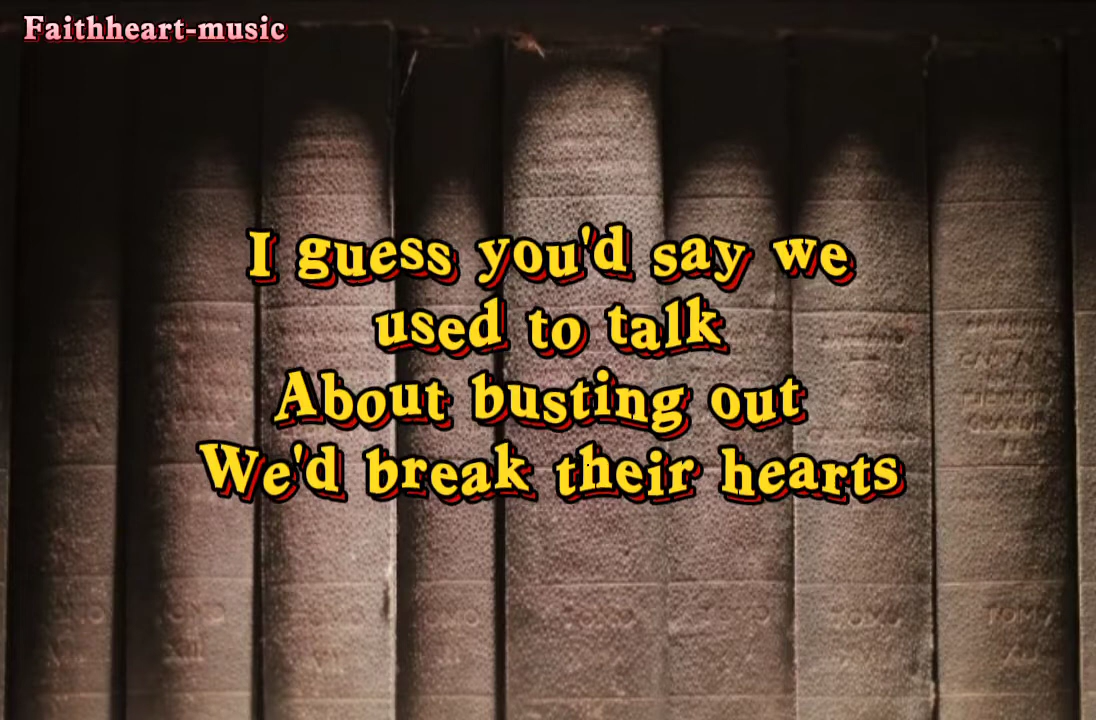 Faithheart-music
I guess you'd say we
used to talk
About busting out
We'd break their hearts